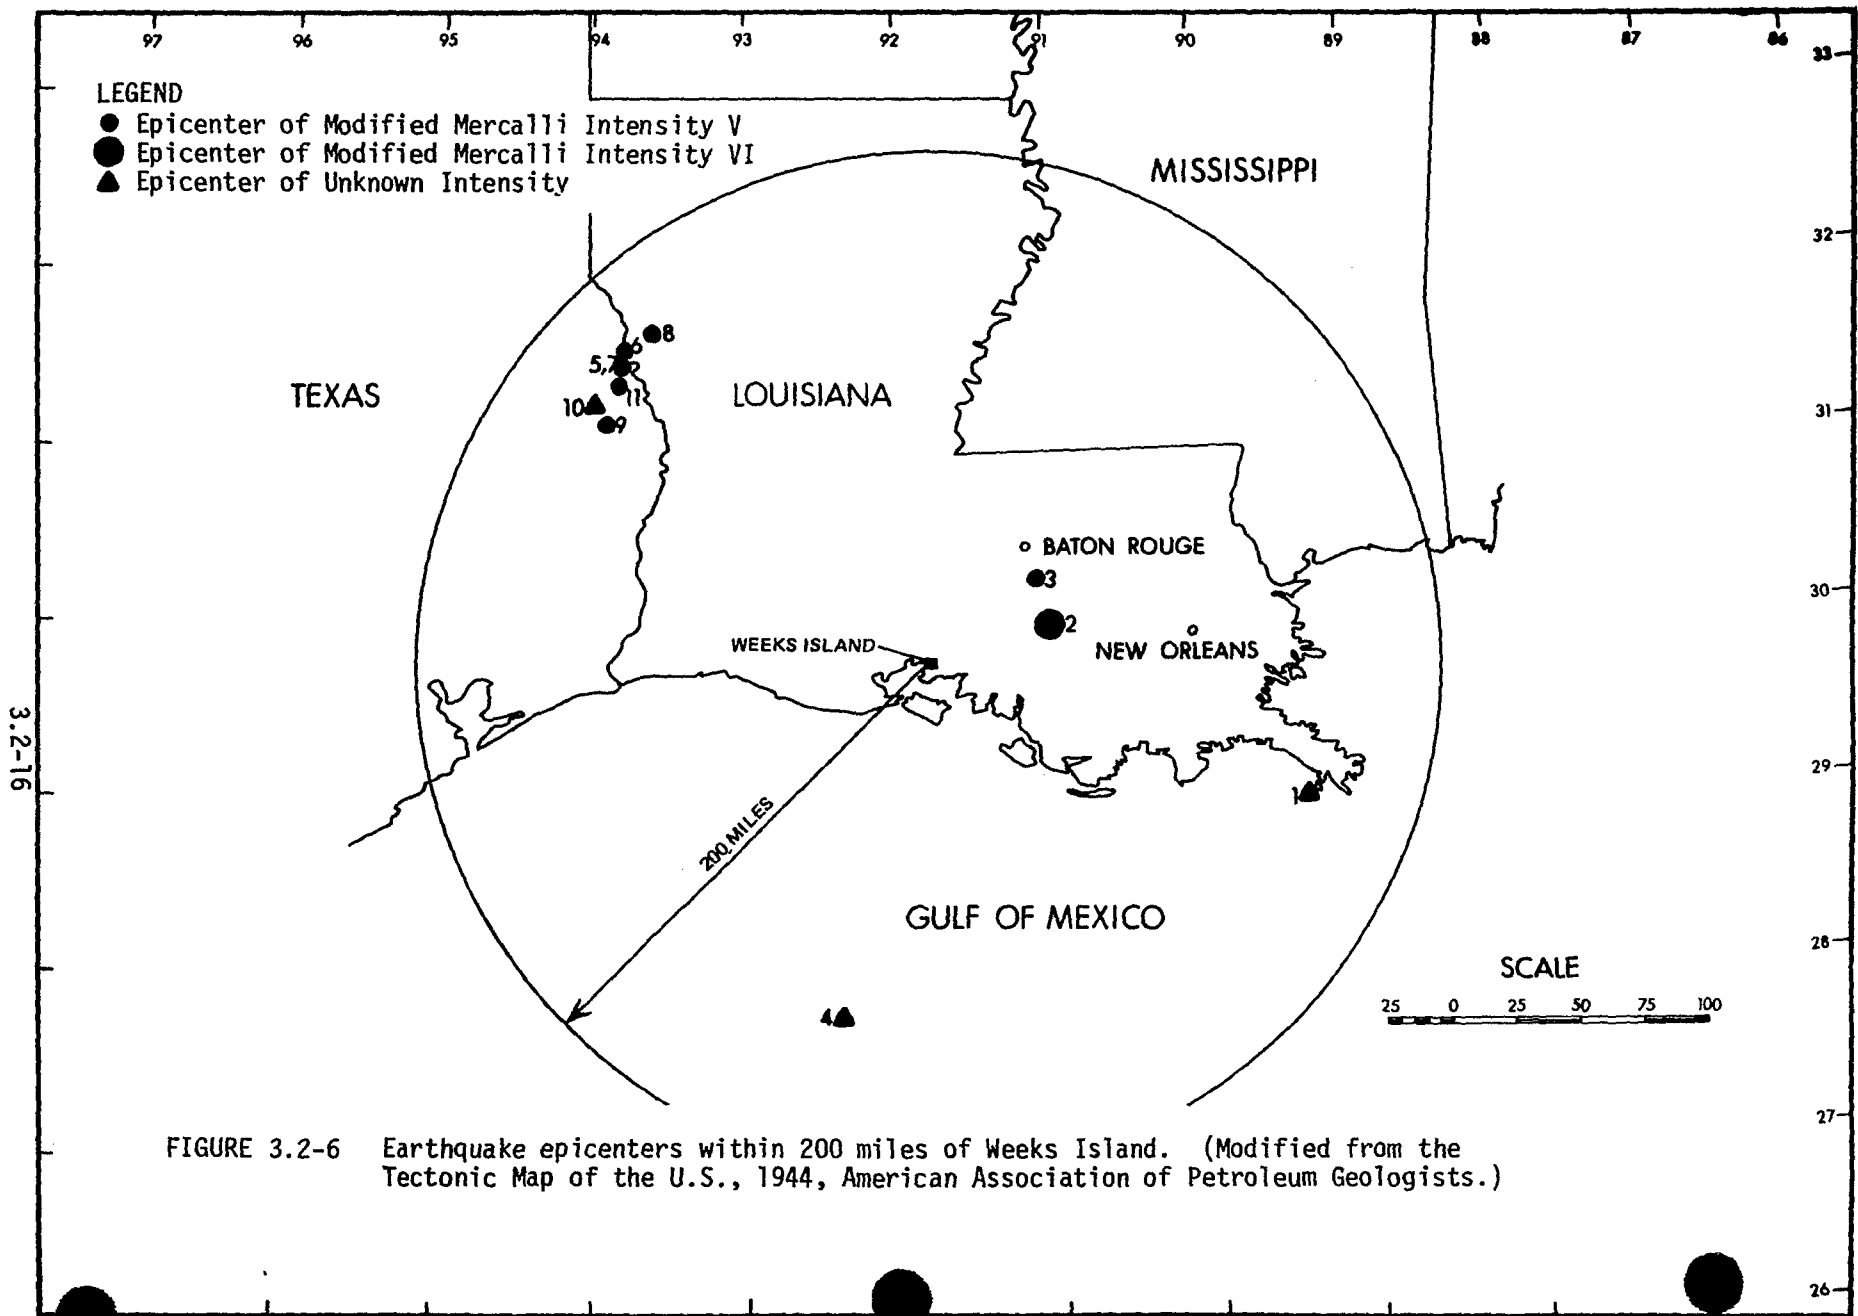 97 96 95 94 93 92 91 90 89 88 87 86
33
LEGEND
Epicenter of Modified Mercalli Intensity V
Epicenter of Modified Mercalli Intensity VI
Epicenter of Unknown Intensity
MISSISSIPPI
32
8
6
5,7
TEXAS
LOUISIANA
11
10
9
31
BATON ROUGE
3
30
2
WEEKS ISLAND
NEW ORLEANS
29
1
200 MILES
GULF OF MEXICO
28
SCALE
25 0 25 50 75 100
4
27
FIGURE 3.2-6 Earthquake epicenters within 200 miles of Weeks Island. (Modified from the
Tectonic Map of the U.S., 1944, American Association of Petroleum Geologists.)
26
3.2-16